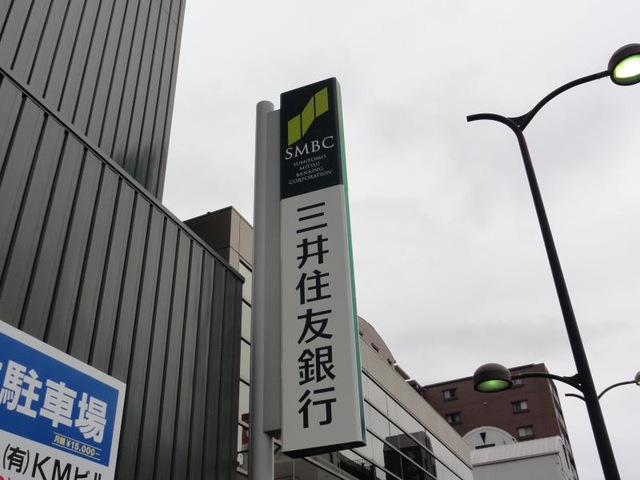 SMBC
SUMITOMO
MITSUI
BANKING
CORPORATION
三井住友銀行
駐車場
月額¥15,000
(有)KMビル